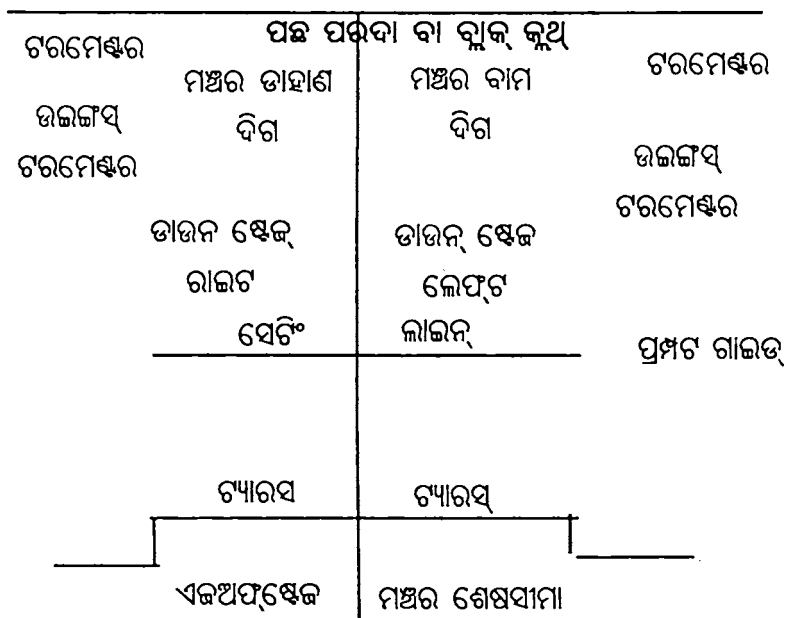 ପଛ ପରଦା ବା ବ୍ଲାକ୍ କ୍ଲଥ୍
ଟରମେଣ୍ଟର
ମଞ୍ଚର ଡାହାଣ
ଦିଗ
ମଞ୍ଚର ବାମ
ଦିଗ
ଟରମେଣ୍ଟର
ଉଇଙ୍ଗସ୍
ଟରମେଣ୍ଟର
ଉଇଙ୍ଗସ୍
ଟରମେଣ୍ଟର
ଡାଉନ ଷ୍ଟେଜ୍
ରାଇଟ
ଡାଉନ୍ ଷ୍ଟେଜ
ଲେଫ୍ଟ
ସେଟିଂ ଲାଇନ୍
ପ୍ରମ୍ପଟ ଗାଇଡ୍
ଟ୍ୟାରସ ଟ୍ୟାରସ୍
ଏଜଅଫ୍‌ଷ୍ଟେଜ ମଞ୍ଚର ଶେଷସୀମା